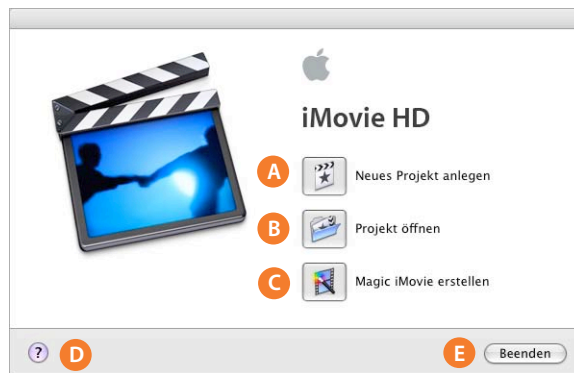 iMovie HD
A Neues Projekt anlegen
B Projekt öffnen
C Magic iMovie erstellen
? D E Beenden